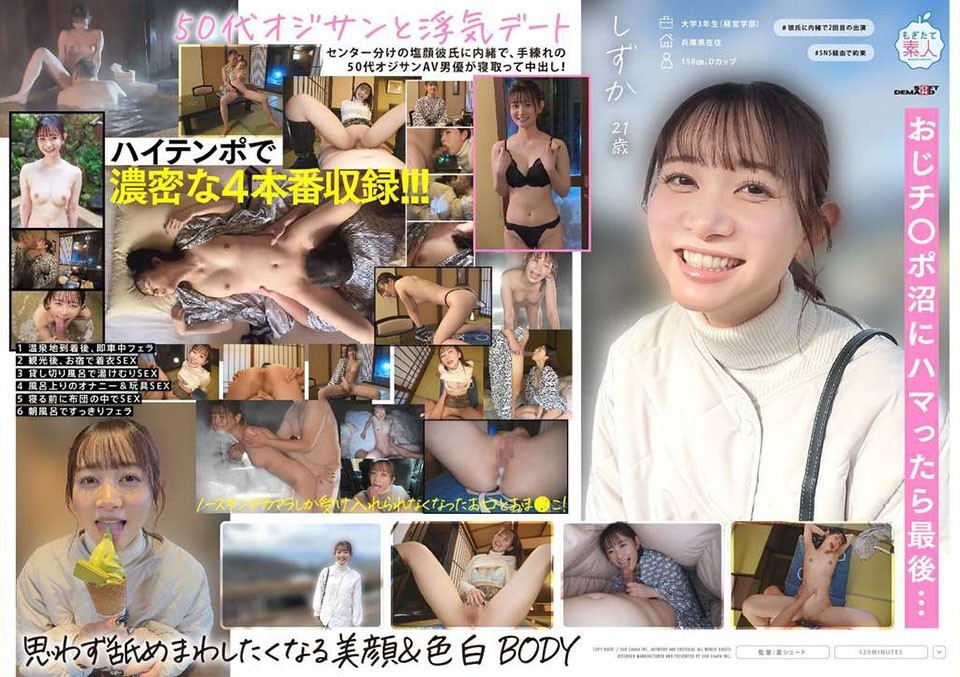 50代オジサンと浮気デート
センター分けの塩顔彼氏に内緒で、手練れの
50代オジサンAV男優が寝取って中出し!
ハイテンポで
濃密な4本番収録!!!
1 温泉地到着後、即車中フェラ
2 観光後、お宿で着衣SEX
3 貸し切り風呂で湯けむりSEX
4 風呂上りのオナニー&玩具SEX
5 寝る前に布団の中でSEX
6 朝風呂ですっきりフェラ
思わず舐めまわしたくなる美顔&色白 BODY
しずか 21歳
大学3年生(経営学部)
兵庫県在住
158cm、Dカップ
#彼氏に内緒で2回目の出演
#SNS経由で約束
もぎたて
素人
おじチ〇ポ沼にハマったら最後…
520MINUTES